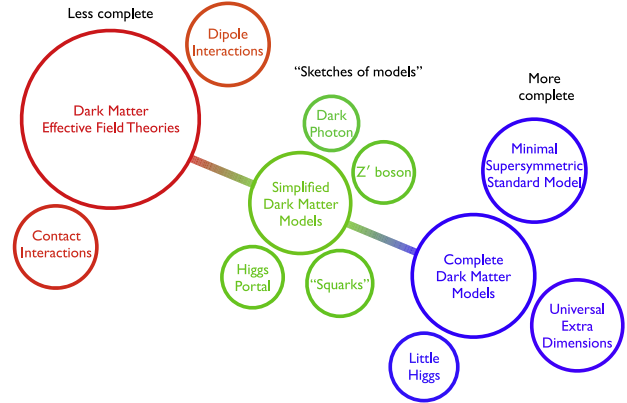 Less complete
Dipole
Interactions
Dark Matter
Effective Field Theories
Contact
Interactions
“Sketches of models”
Dark
Photon
Z′ boson
Simplified
Dark Matter
Models
Higgs
Portal
“Squarks”
More
complete
Minimal
Supersymmetric
Standard Model
Complete
Dark Matter
Models
Universal
Extra
Dimensions
Little
Higgs